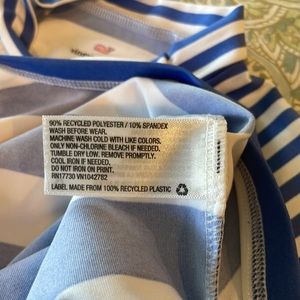 90% RECYCLED POLYESTER / 10% SPANDEX
WASH BEFORE WEAR.
MACHINE WASH COLD WITH LIKE COLORS.
ONLY NON-CHLORINE BLEACH IF NEEDED.
TUMBLE DRY LOW. REMOVE PROMPTLY.
COOL IRON IF NEEDED.
DO NOT IRON ON PRINT.
RN17730 VN1042782
LABEL MADE FROM 100% RECYCLED PLASTIC